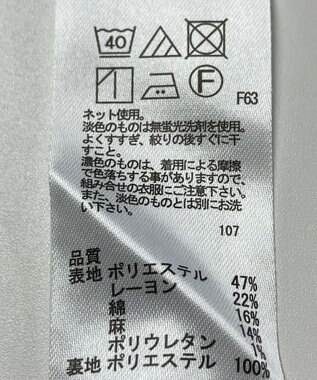 40
F
F63
ネット使用。
淡色のものは無蛍光洗剤を使用。
よくすすぎ、絞りの後すぐに干
すこと。
濃色のものは、着用による摩擦
で色落ちする事がありますので、
組み合せの衣服にご注意下さい。
また、淡色のものとは別にお洗
い下さい。
107
品質
表地 ポリエステル 47%
レーヨン 22%
綿 16%
麻 14%
ポリウレタン 1%
裏地 ポリエステル 100%